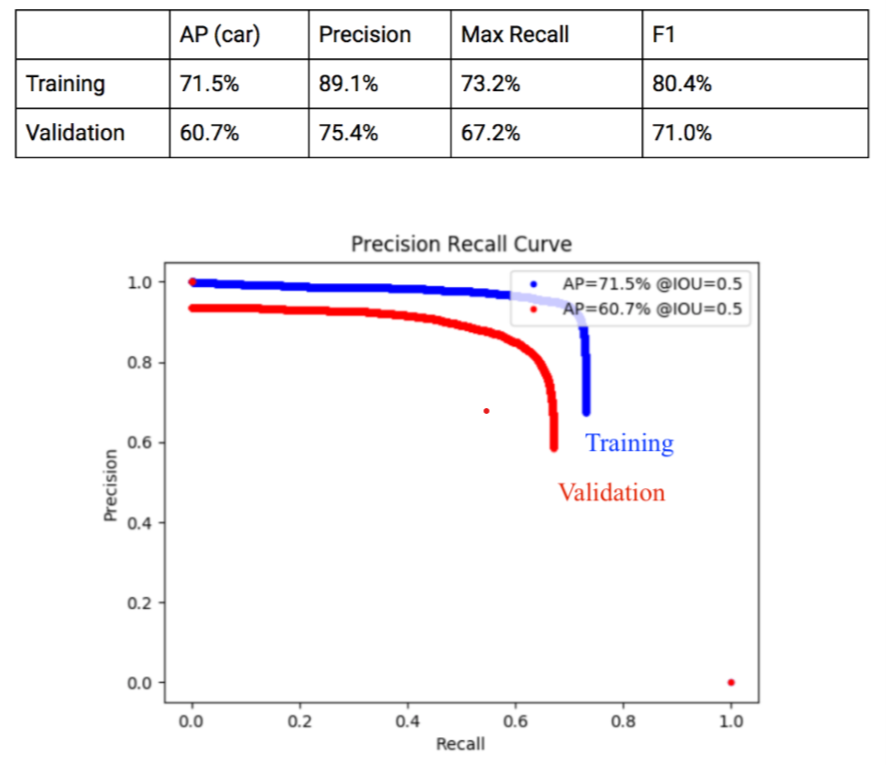 AP (car) Precision Max Recall F1
Training 71.5% 89.1% 73.2% 80.4%
Validation 60.7% 75.4% 67.2% 71.0%
Precision Recall Curve
AP=71.5% @IOU=0.5
AP=60.7% @IOU=0.5
1.0
0.8
0.6
0.4
0.2
0.0
Precision
Training
Validation
0.0 0.2 0.4 0.6 0.8 1.0
Recall